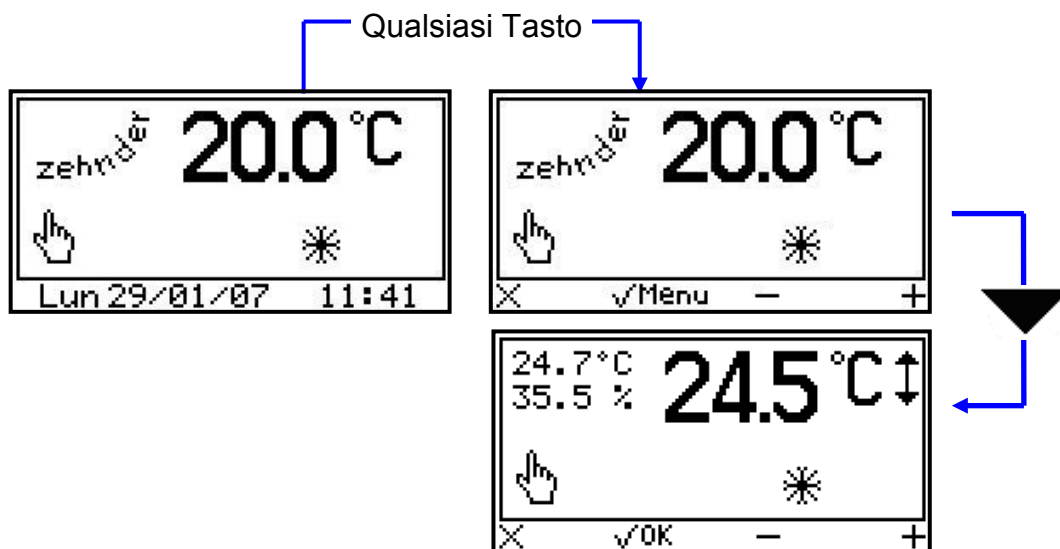 Qualsiasi Tasto
zehnder 20.0 °C
Lun 29/01/07 11:41
zehnder 20.0 °C
X √Menu — +
24.7°C
35.5 %
24.5 °C
X √OK — +